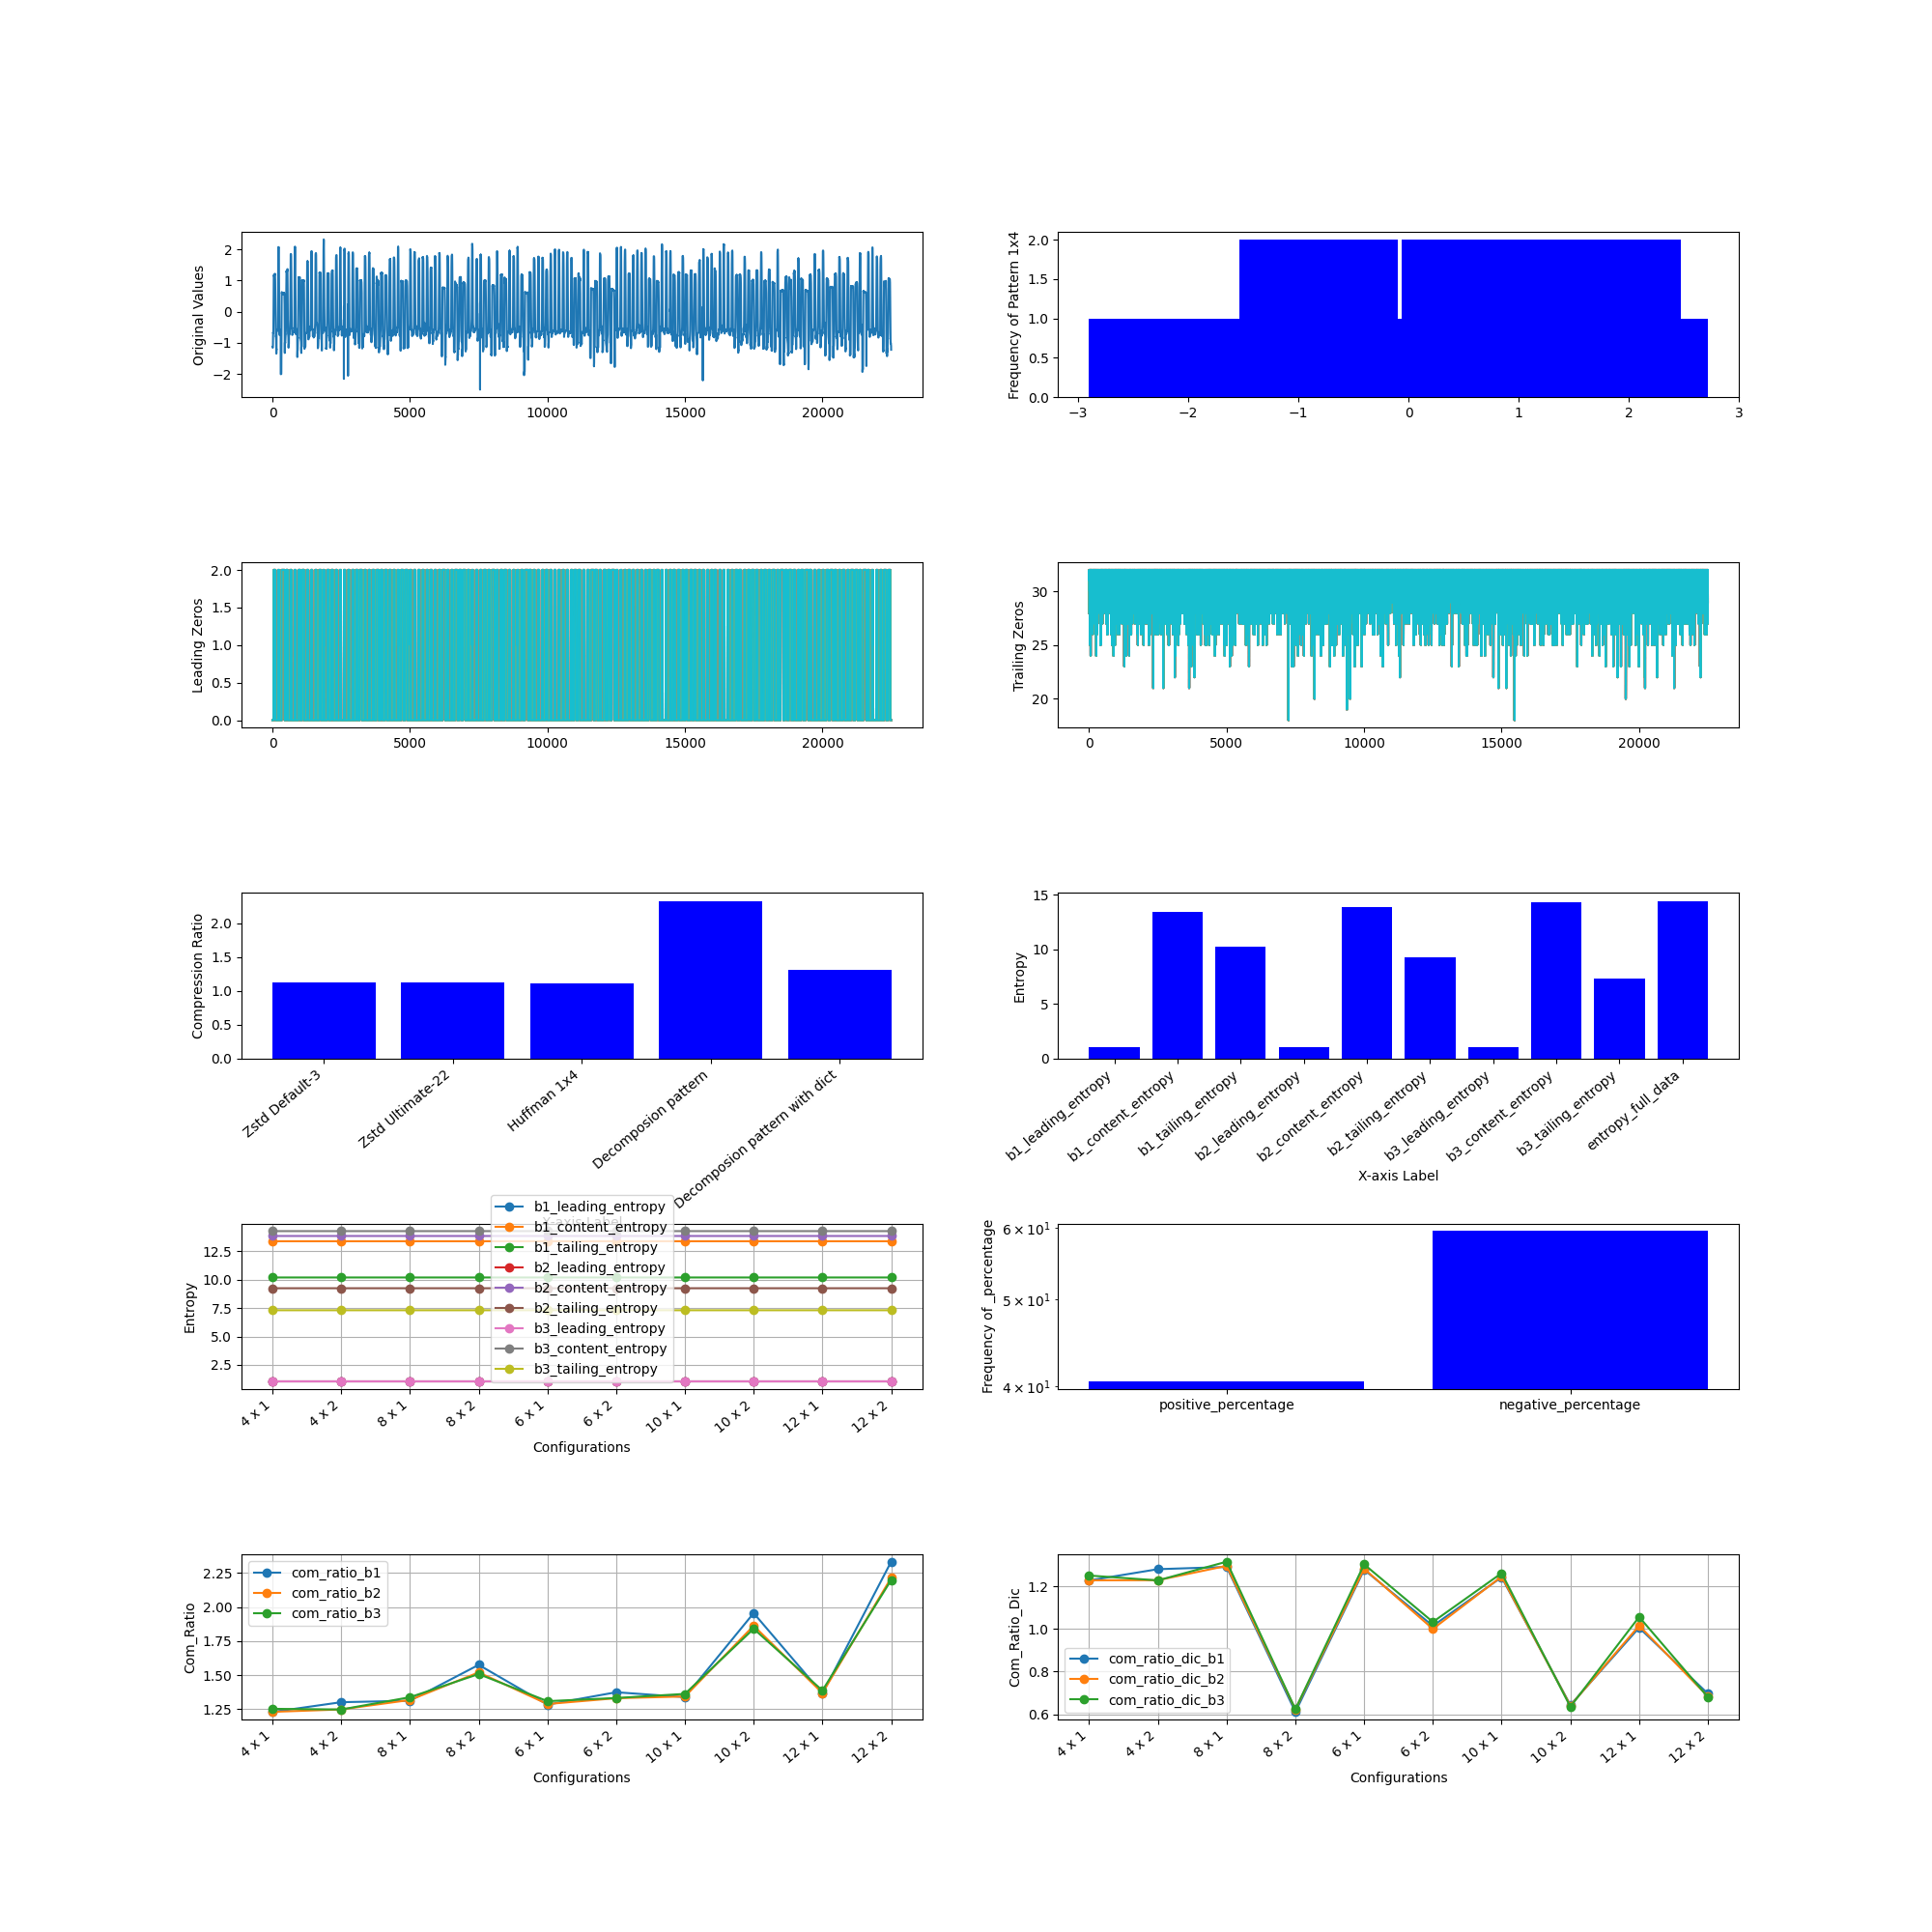 Original Values
2
1
0
−1
−2
0 5000 10000 15000 20000
Frequency of Pattern 1x4
2.0
1.5
1.0
0.5
0.0
−3 −2 −1 0 1 2 3
Leading Zeros
2.0
1.5
1.0
0.5
0.0
0 5000 10000 15000 20000
Trailing Zeros
30
25
20
0 5000 10000 15000 20000
Compression Ratio
2.0
1.5
1.0
0.5
0.0
Zstd Default-3
Zstd Ultimate-22
Huffman 1x4
Decomposion pattern
Decomposion pattern with dict
X-axis Label
Entropy
15
10
5
0
b1_leading_entropy
b1_content_entropy
b1_tailing_entropy
b2_leading_entropy
b2_content_entropy
b2_tailing_entropy
b3_leading_entropy
b3_content_entropy
b3_tailing_entropy
entropy_full_data
X-axis Label
Entropy
12.5
10.0
7.5
5.0
2.5
b1_leading_entropy
b1_content_entropy
b1_tailing_entropy
b2_leading_entropy
b2_content_entropy
b2_tailing_entropy
b3_leading_entropy
b3_content_entropy
b3_tailing_entropy
4 x 1
4 x 2
8 x 1
8 x 2
6 x 1
6 x 2
10 x 1
10 x 2
12 x 1
12 x 2
Configurations
Frequency of _percentage
6 × 10¹
5 × 10¹
4 × 10¹
positive_percentage negative_percentage
Com_Ratio
2.25
2.00
1.75
1.50
1.25
com_ratio_b1
com_ratio_b2
com_ratio_b3
4 x 1
4 x 2
8 x 1
8 x 2
6 x 1
6 x 2
10 x 1
10 x 2
12 x 1
12 x 2
Configurations
Com_Ratio_Dic
1.2
1.0
0.8
0.6
com_ratio_dic_b1
com_ratio_dic_b2
com_ratio_dic_b3
4 x 1
4 x 2
8 x 1
8 x 2
6 x 1
6 x 2
10 x 1
10 x 2
12 x 1
12 x 2
Configurations